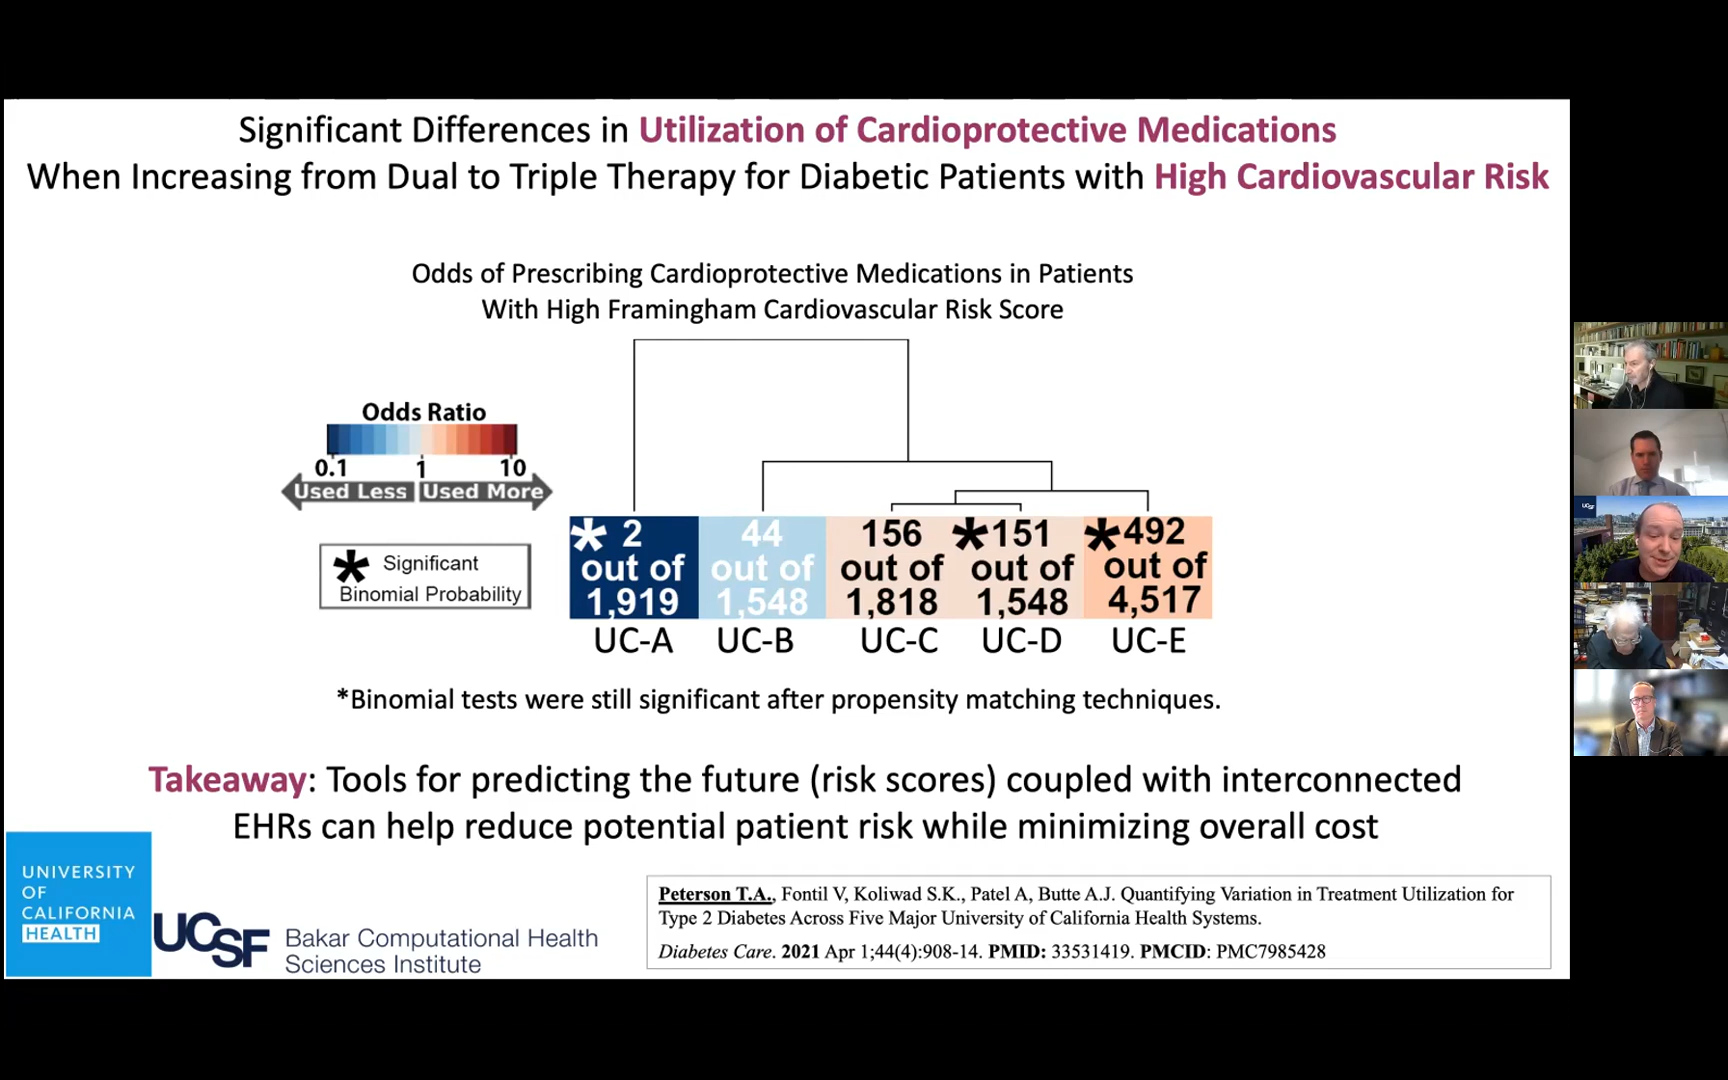 Significant Differences in Utilization of Cardioprotective Medications
When Increasing from Dual to Triple Therapy for Diabetic Patients with High Cardiovascular Risk
Odds of Prescribing Cardioprotective Medications in Patients
With High Framingham Cardiovascular Risk Score
Odds Ratio
0.1 1 10
Used Less Used More
* Significant
Binomial Probability
* 2 44 156 * 151 * 492
out of out of out of out of out of
1,919 1,548 1,818 1,548 4,517
UC-A UC-B UC-C UC-D UC-E
*Binomial tests were still significant after propensity matching techniques.
Takeaway: Tools for predicting the future (risk scores) coupled with interconnected
EHRs can help reduce potential patient risk while minimizing overall cost
UNIVERSITY
OF
CALIFORNIA
HEALTH
UCSF
Bakar Computational Health
Sciences Institute
Peterson T.A., Fontil V, Koliwad S.K., Patel A, Butte A.J. Quantifying Variation in Treatment Utilization for
Type 2 Diabetes Across Five Major University of California Health Systems.
Diabetes Care. 2021 Apr 1;44(4):908-14. PMID: 33531419. PMCID: PMC7985428
UCSF